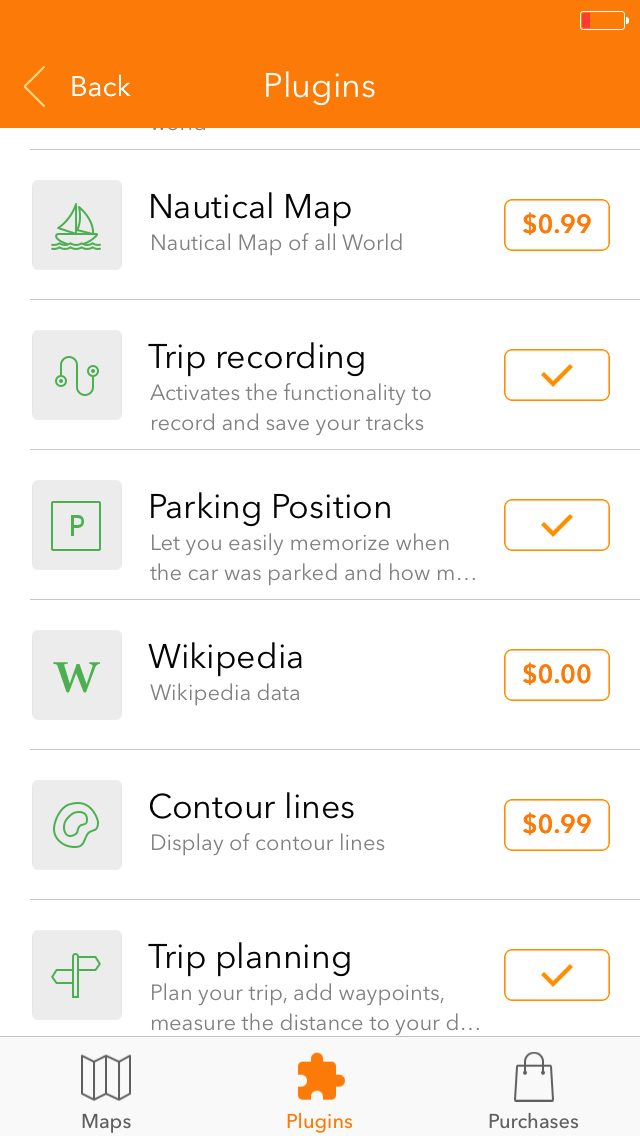 Back
Plugins
world
Nautical Map
Nautical Map of all World
$0.99
Trip recording
Activates the functionality to
record and save your tracks
P
Parking Position
Let you easily memorize when
the car was parked and how m...
W
Wikipedia
Wikipedia data
$0.00
Contour lines
Display of contour lines
$0.99
Trip planning
Plan your trip, add waypoints,
measure the distance to your d...
Maps
Plugins
Purchases